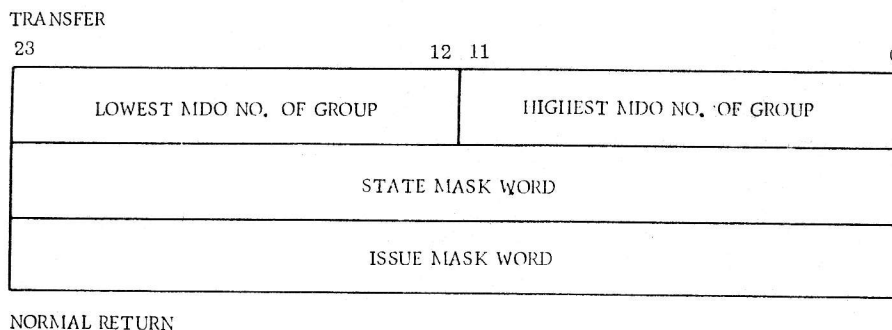 TRANSFER
23 12 11
LOWEST MDO NO. OF GROUP HIGHEST MDO NO. OF GROUP
STATE MASK WORD
ISSUE MASK WORD
NORMAL RETURN